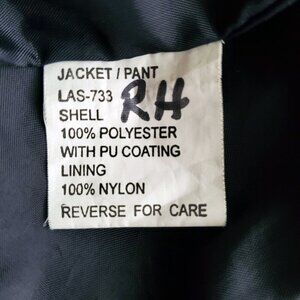 JACKET / PANT
LAS-733 RH
SHELL
100% POLYESTER
WITH PU COATING
LINING
100% NYLON
REVERSE FOR CARE